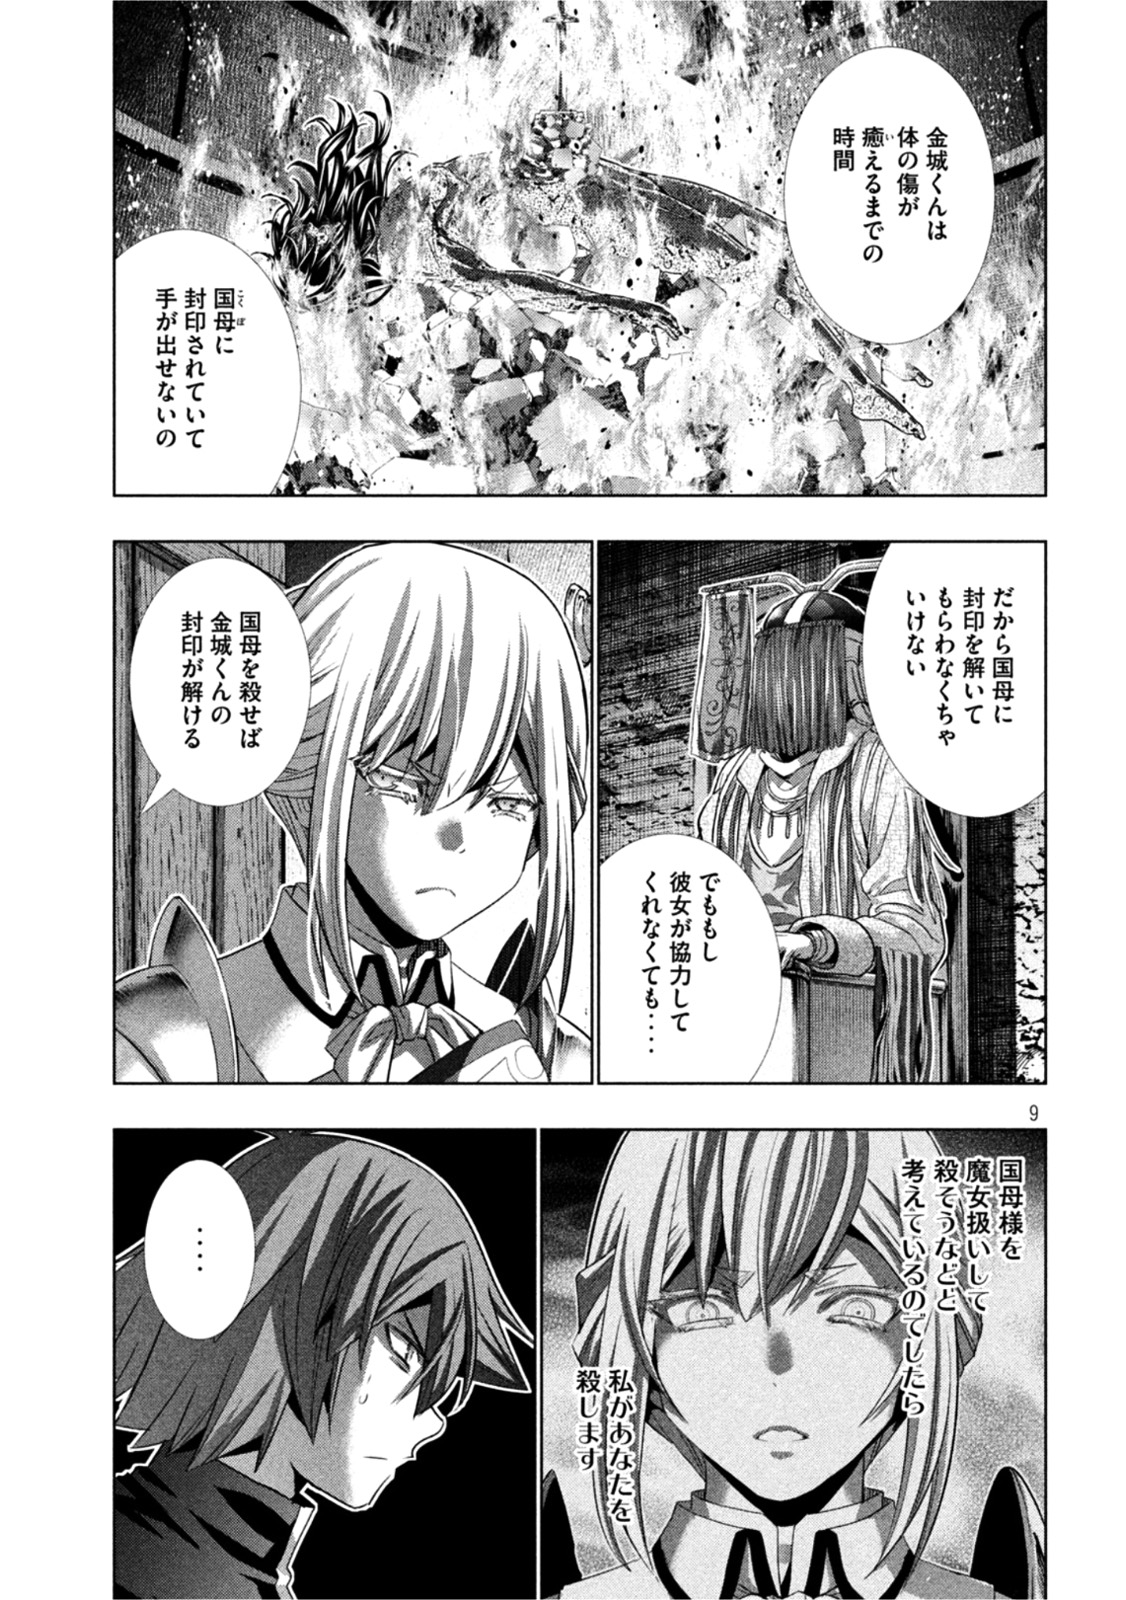 金城くんは
体の傷が
癒えるまでの
い
時間
国母に
こくぼ
封印されていて
手が出せないの
だから国母に
封印を解いて
もらわなくちゃ
いけない
でももし
彼女が協力して
くれなくても‥‥
国母を殺せば
金城くんの
封印が解ける
9
国母様を
魔女扱いして
殺そうなどと
考えているのでしたら
私があなたを
殺します
‥‥